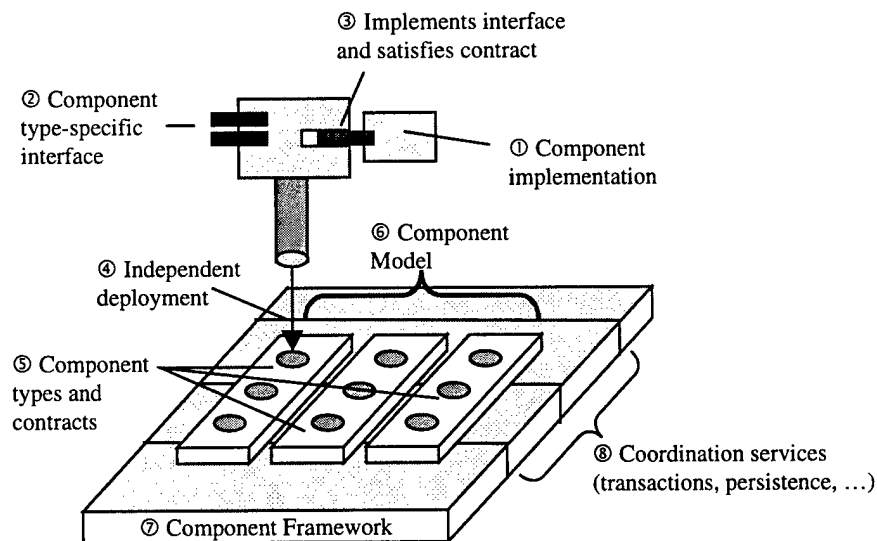 ③ Implements interface
and satisfies contract
② Component
type-specific
interface
① Component
implementation
⑥ Component
Model
④ Independent
deployment
⑤ Component
types and
contracts
⑧ Coordination services
(transactions, persistence, …)
⑦ Component Framework